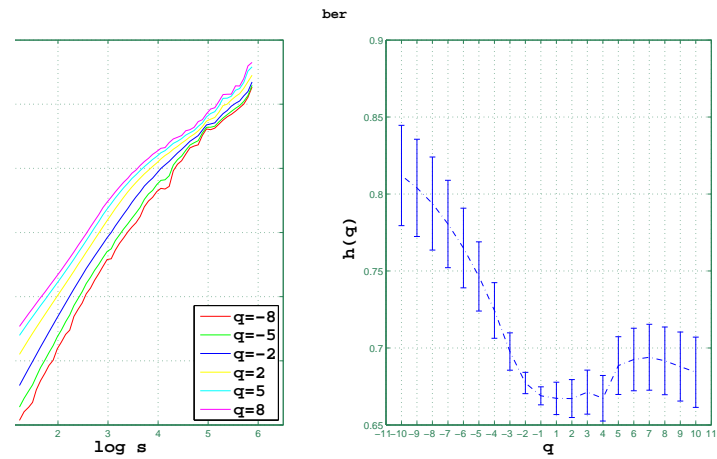 ber
2 3 4 5 6
log s
q=-8
q=-5
q=-2
q=2
q=5
q=8
0.9
0.85
0.8
0.75
0.7
0.65
h(q)
-11 -10 -9 -8 -7 -6 -5 -4 -3 -2 -1 1 2 3 4 5 6 7 8 9 10 11
q